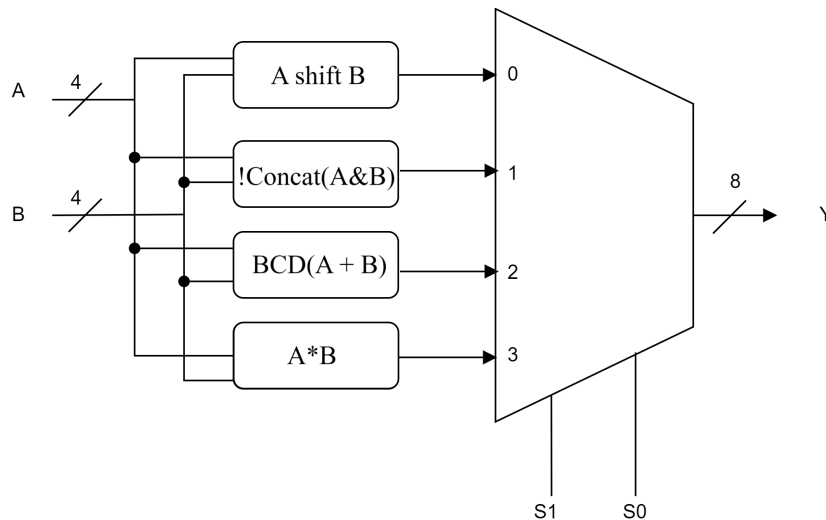 A
4
B
4
A shift B
!Concat(A&B)
BCD(A + B)
A*B
0
1
2
3
8
Y
S1
S0